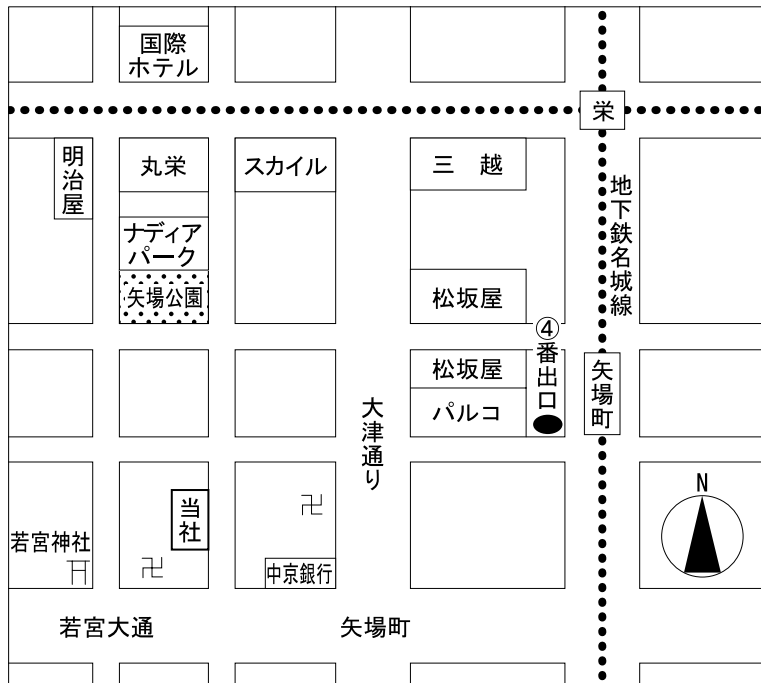 国際
ホテル
栄
明治屋
丸栄
スカイル
三 越
地下鉄名城線
ナディア
パーク
矢場公園
松坂屋
④番出口
松坂屋
パルコ
矢場町
大津通り
N
当社
卍
若宮神社
卍
中京銀行
若宮大通
矢場町